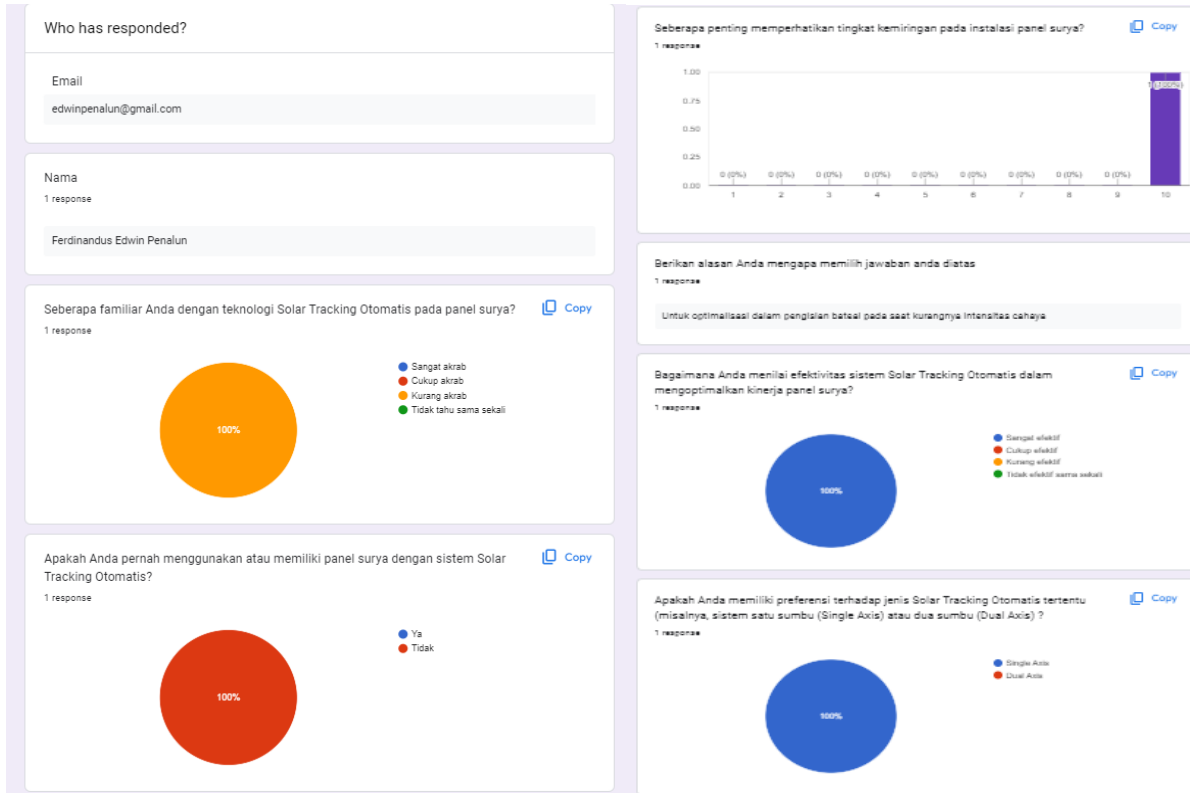 Who has responded?
Email
edwinpenalun@gmail.com
Nama
1 response
Ferdinandus Edwin Penalun
Seberapa familiar Anda dengan teknologi Solar Tracking Otomatis pada panel surya?
Copy
1 response
Sangat akrab
Cukup akrab
Kurang akrab
Tidak tahu sama sekali
100%
Apakah Anda pernah menggunakan atau memiliki panel surya dengan sistem Solar
Tracking Otomatis?
Copy
1 response
Ya
Tidak
100%
Seberapa penting memperhatikan tingkat kemiringan pada instalasi panel surya?
Copy
1 response
1.00
0.75
0.50
0.25
0.00
0 (0%) 0 (0%) 0 (0%) 0 (0%) 0 (0%) 0 (0%) 0 (0%) 0 (0%) 0 (0%) 1 (100%)
1 2 3 4 5 6 7 8 9 10
Berikan alasan Anda mengapa memilih jawaban anda diatas
1 response
Untuk optimalisasi dalam pengisian bateai pada saat kurangnya intensitas cahaya
Bagaimana Anda menilai efektivitas sistem Solar Tracking Otomatis dalam
mengoptimalkan kinerja panel surya?
Copy
1 response
Sangat efektif
Cukup efektif
Kurang efektif
Tidak efektif sama sekali
100%
Apakah Anda memiliki preferensi terhadap jenis Solar Tracking Otomatis tertentu
(misalnya, sistem satu sumbu (Single Axis) atau dua sumbu (Dual Axis) ?
Copy
1 response
Single Axis
Dual Axis
100%